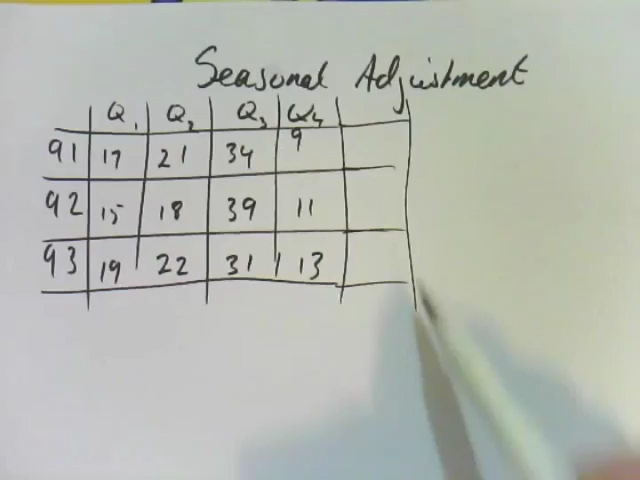 Seasonal Adjustment
Q1 Q2 Q3 Q4
91 17 21 34 9
92 15 18 39 11
93 19 22 31 13